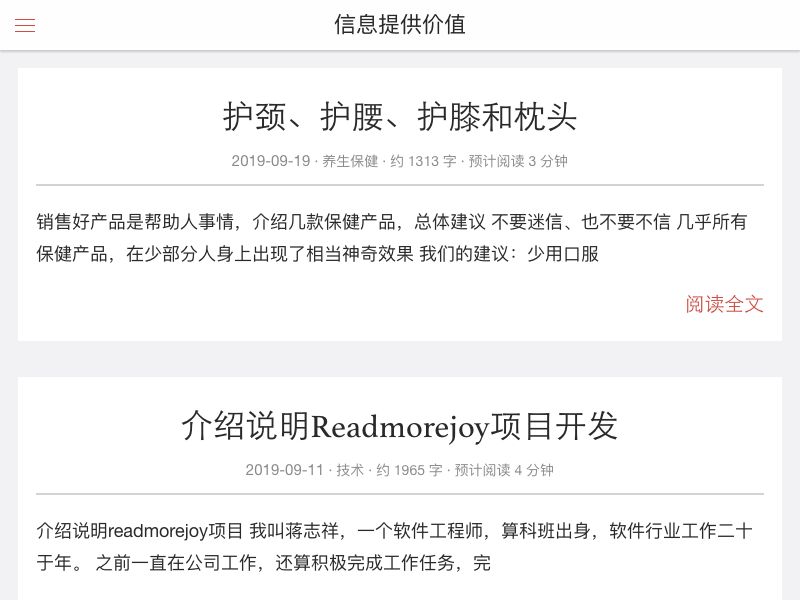 信息提供价值
护颈、护腰、护膝和枕头
2019-09-19 · 养生保健 · 约 1313 字 · 预计阅读 3 分钟
销售好产品是帮助人事情，介绍几款保健产品，总体建议 不要迷信、也不要不信 几乎所有
保健产品，在少部分人身上出现了相当神奇效果 我们的建议：少用口服
阅读全文
介绍说明Readmorejoy项目开发
2019-09-11 · 技术 · 约 1965 字 · 预计阅读 4 分钟
介绍说明readmorejoy项目 我叫蒋志祥，一个软件工程师，算科班出身，软件行业工作二十
于年。 之前一直在公司工作，还算积极完成工作任务，完